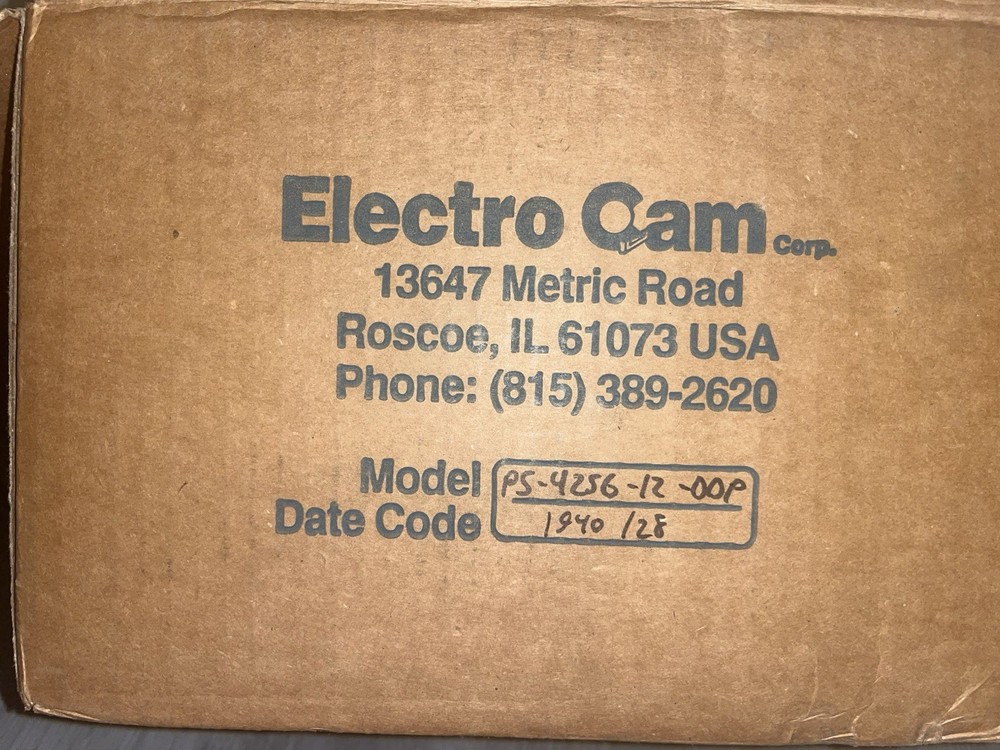 Electro Cam Corp.
13647 Metric Road
Roscoe, IL 61073 USA
Phone: (815) 389-2620
Model PS-4256-12-DDP
Date Code 1940 /28